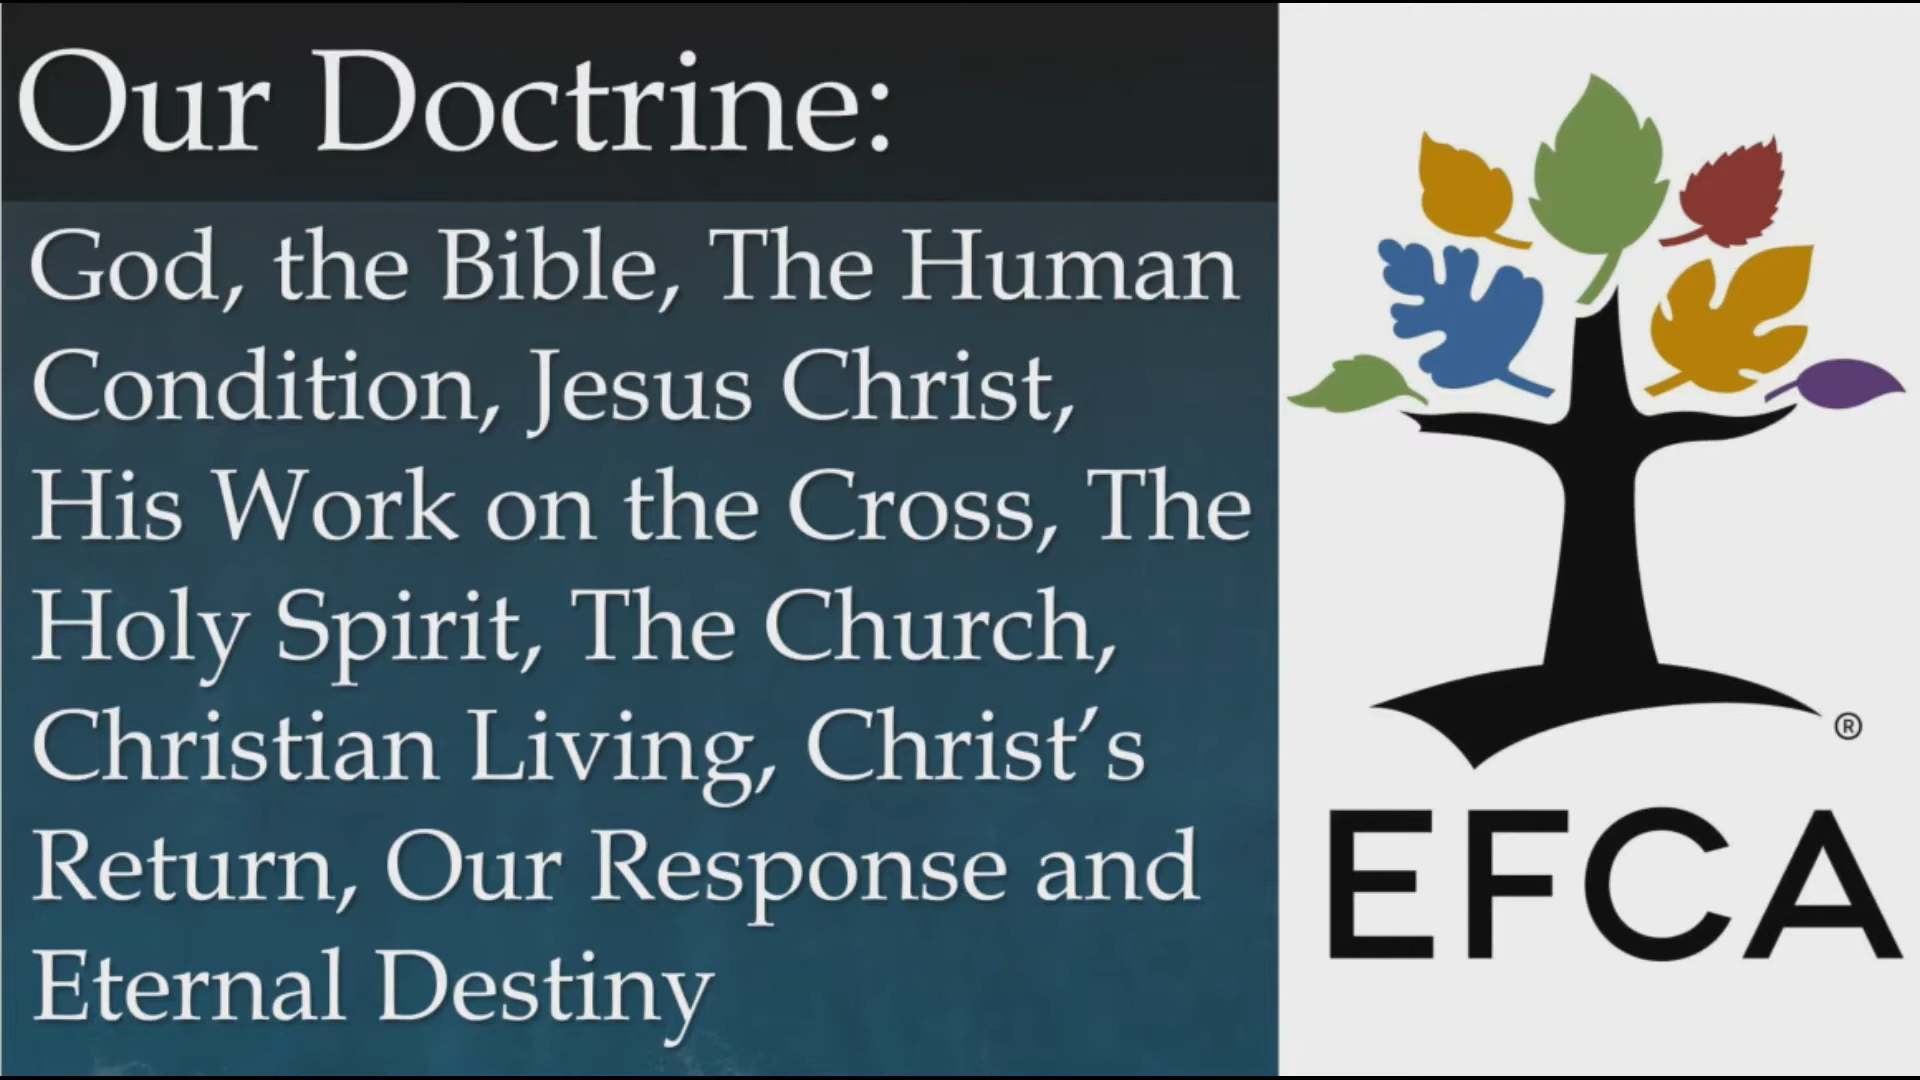 Our Doctrine:
God, the Bible, The Human
Condition, Jesus Christ,
His Work on the Cross, The
Holy Spirit, The Church,
Christian Living, Christ’s
Return, Our Response and
Eternal Destiny
®
EFCA